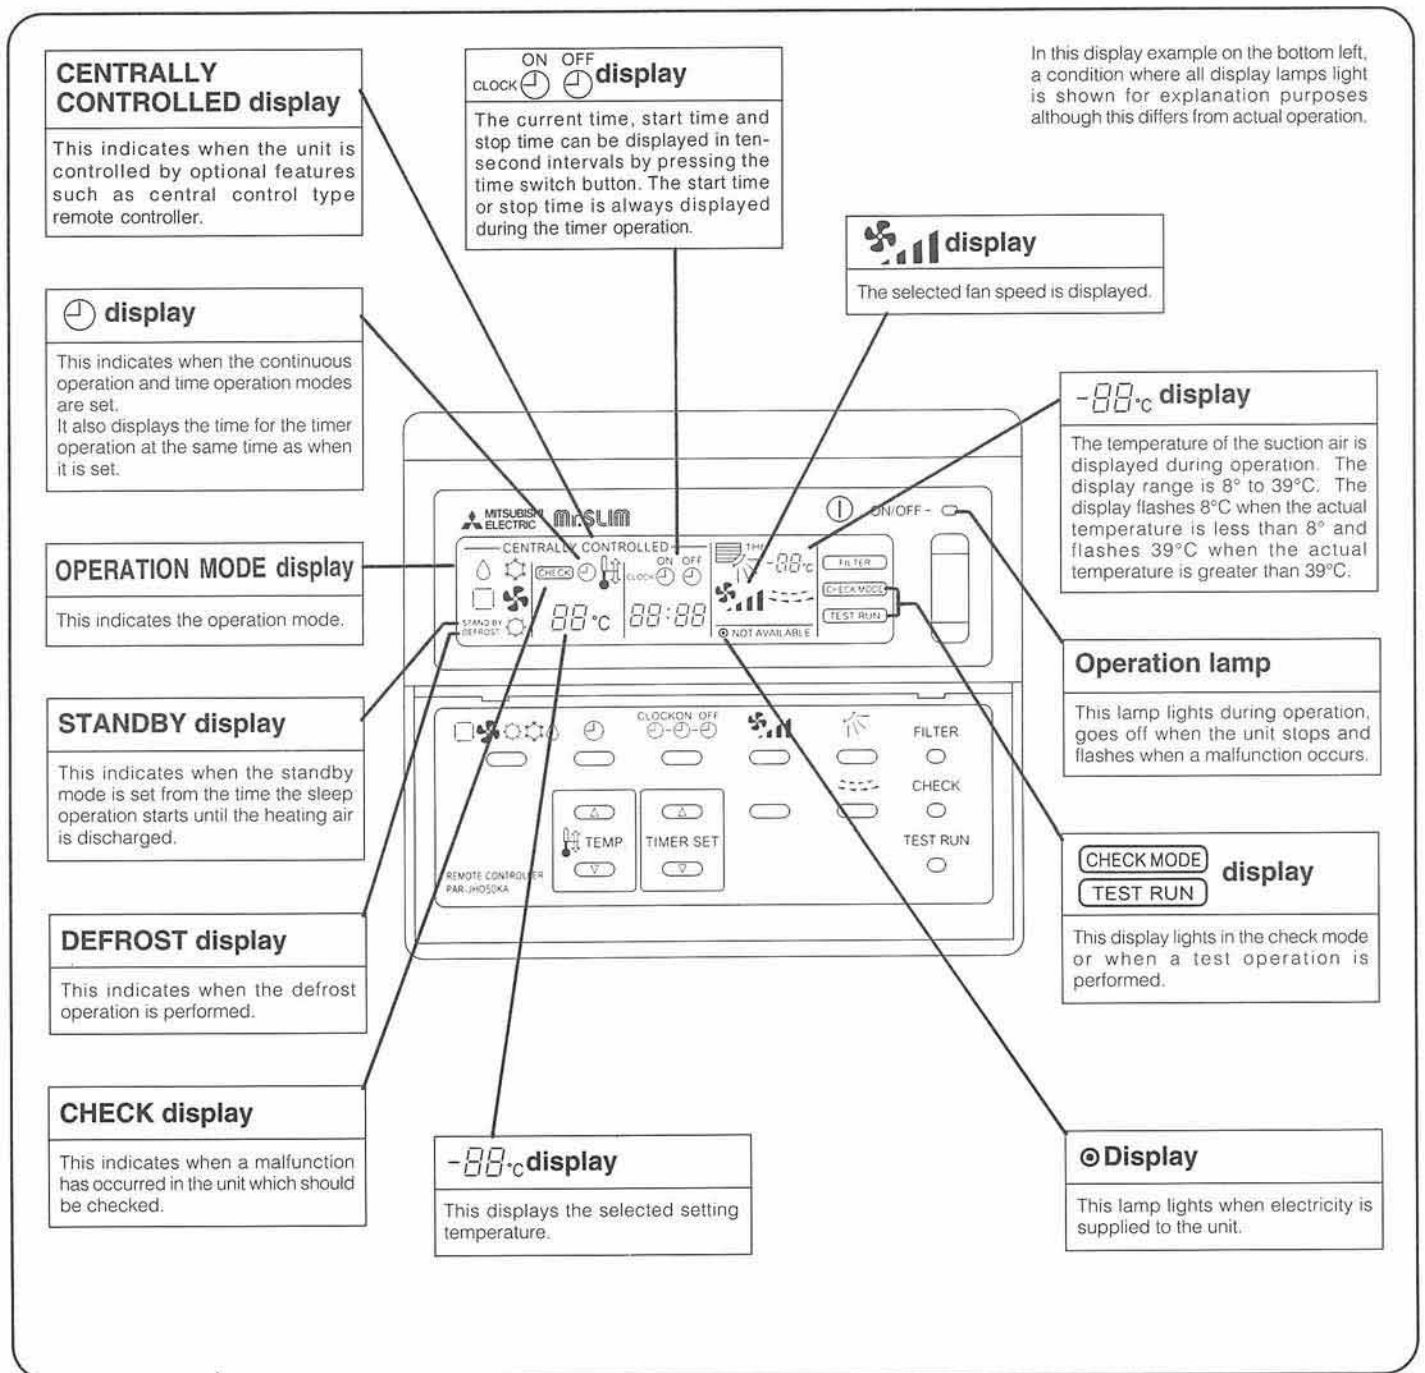 CENTRALLY
CONTROLLED display
This indicates when the unit is
controlled by optional features
such as central control type
remote controller.
ON OFF
CLOCK display
The current time, start time and
stop time can be displayed in ten-
second intervals by pressing the
time switch button. The start time
or stop time is always displayed
during the timer operation.
In this display example on the bottom left,
a condition where all display lamps light
is shown for explanation purposes
although this differs from actual operation.
display
The selected fan speed is displayed.
display
This indicates when the continuous
operation and time operation modes
are set.
It also displays the time for the timer
operation at the same time as when
it is set.
-88°C display
The temperature of the suction air is
displayed during operation. The
display range is 8° to 39°C. The
display flashes 8°C when the actual
temperature is less than 8° and
flashes 39°C when the actual
temperature is greater than 39°C.
OPERATION MODE display
This indicates the operation mode.
STANDBY display
This indicates when the standby
mode is set from the time the sleep
operation starts until the heating air
is discharged.
DEFROST display
This indicates when the defrost
operation is performed.
CHECK display
This indicates when a malfunction
has occurred in the unit which should
be checked.
MITSUBISHI
ELECTRIC
Mr.SLIM
ON/OFF
CENTRALLY CONTROLLED
CHECK
ON OFF
CLOCK
-88°C
FILTER
CHECK MODE
TEST RUN
STAND BY
DEFROST
88°C
88:88
NOT AVAILABLE
CLOCK ON OFF
FILTER
CHECK
TEST RUN
TEMP
TIMER SET
REMOTE CONTROLLER
PAR-JH050KA
Operation lamp
This lamp lights during operation,
goes off when the unit stops and
flashes when a malfunction occurs.
CHECK MODE
TEST RUN
display
This display lights in the check mode
or when a test operation is
performed.
-88°C display
This displays the selected setting
temperature.
⊙ Display
This lamp lights when electricity is
supplied to the unit.